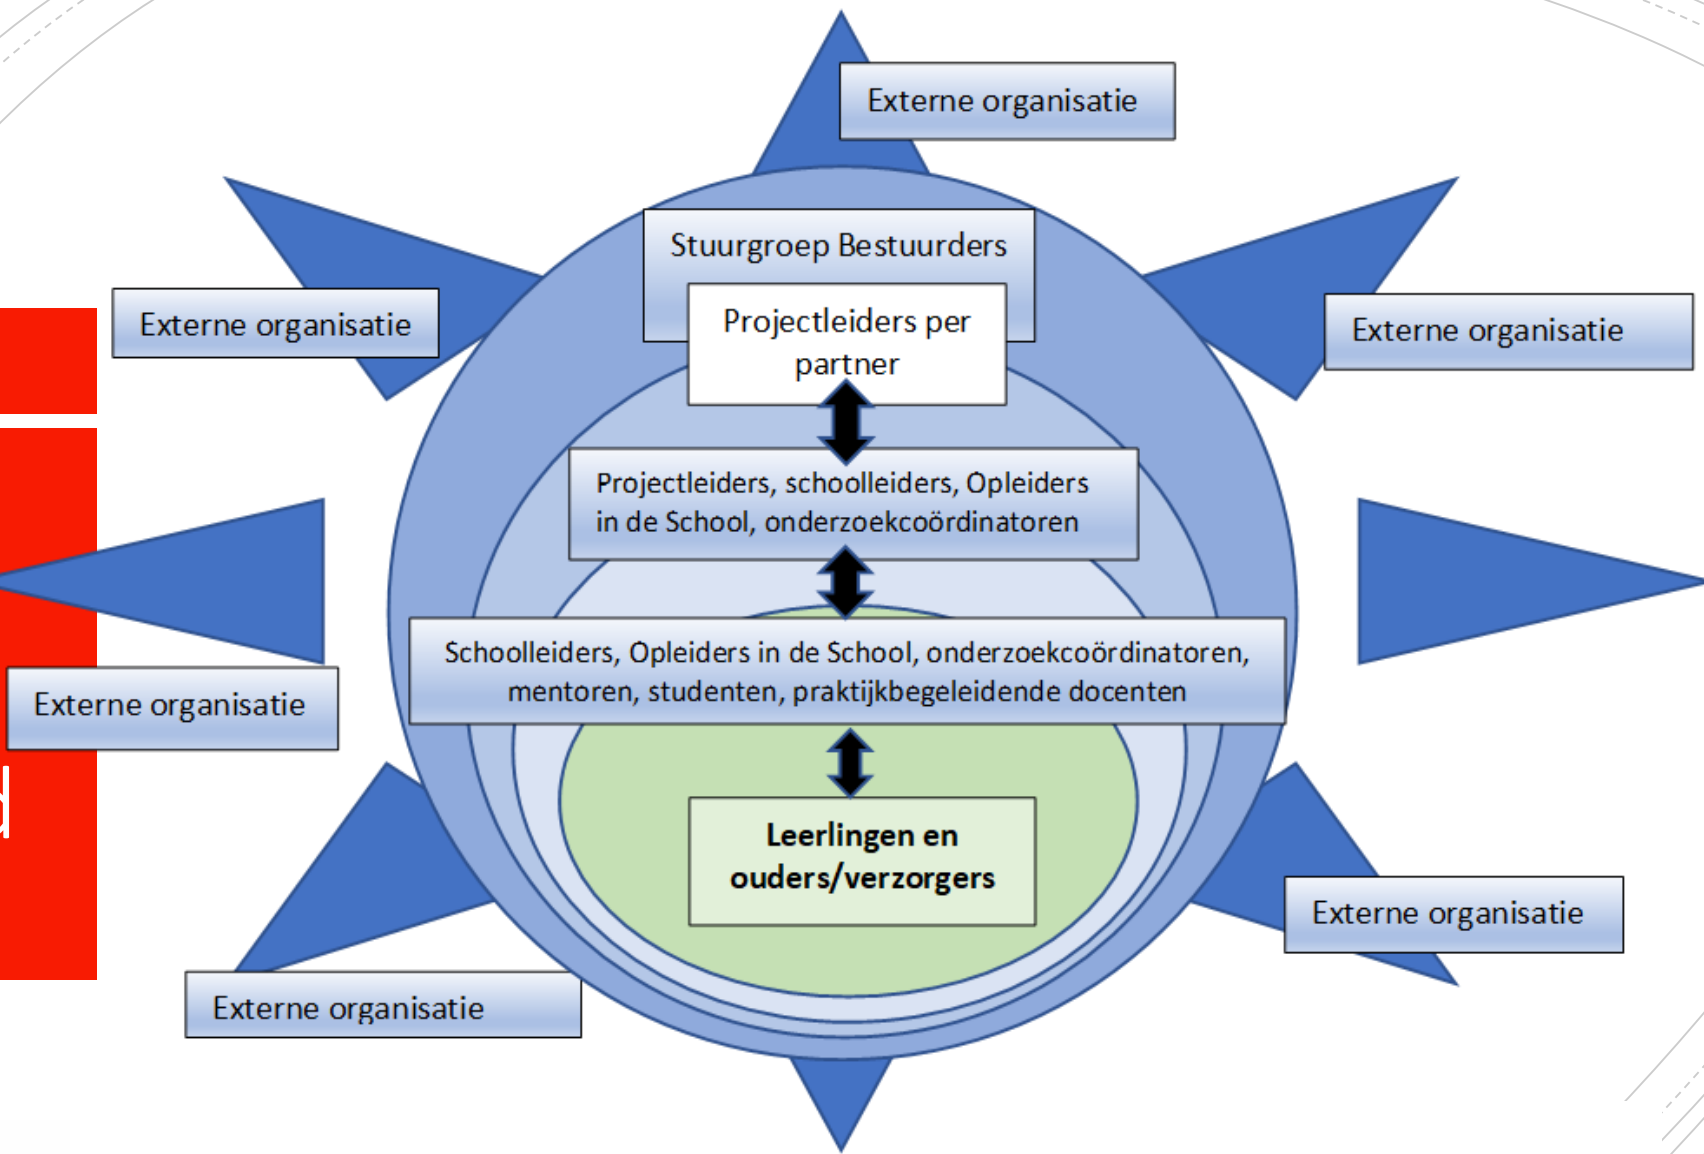 Externe organisatie
Stuurgroep Bestuurders
Externe organisatie
Projectleiders per
partner
Externe organisatie
Projectleiders, schoolleiders, Opleiders
in de School, onderzoekcoördinatoren
Schoolleiders, Opleiders in de School, onderzoekcoördinatoren,
mentoren, studenten, praktijkbegeleidende docenten
Externe organisatie
d
Leerlingen en
ouders/verzorgers
Externe organisatie
Externe organisatie